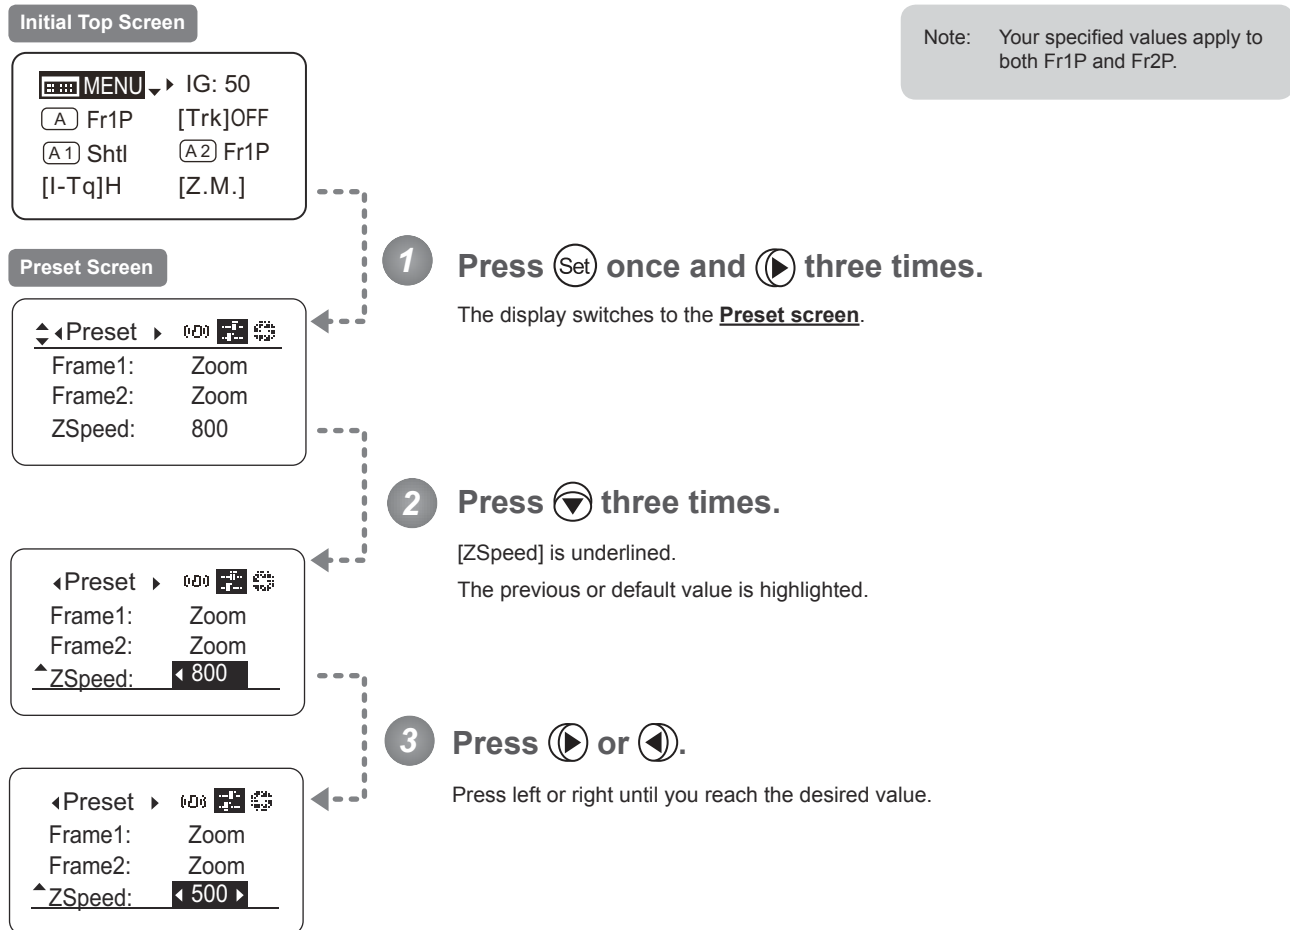 Initial Top Screen
Note: Your specified values apply to
both Fr1P and Fr2P.
MENU IG: 50
A Fr1P [Trk]OFF
A1 Shtl A2 Fr1P
[I-Tq]H [Z.M.]
Preset Screen
1 Press Set once and three times.
The display switches to the Preset screen.
Preset
Frame1: Zoom
Frame2: Zoom
ZSpeed: 800
2 Press three times.
[ZSpeed] is underlined.
The previous or default value is highlighted.
Preset
Frame1: Zoom
Frame2: Zoom
ZSpeed: 800
3 Press or .
Press left or right until you reach the desired value.
Preset
Frame1: Zoom
Frame2: Zoom
ZSpeed: 500